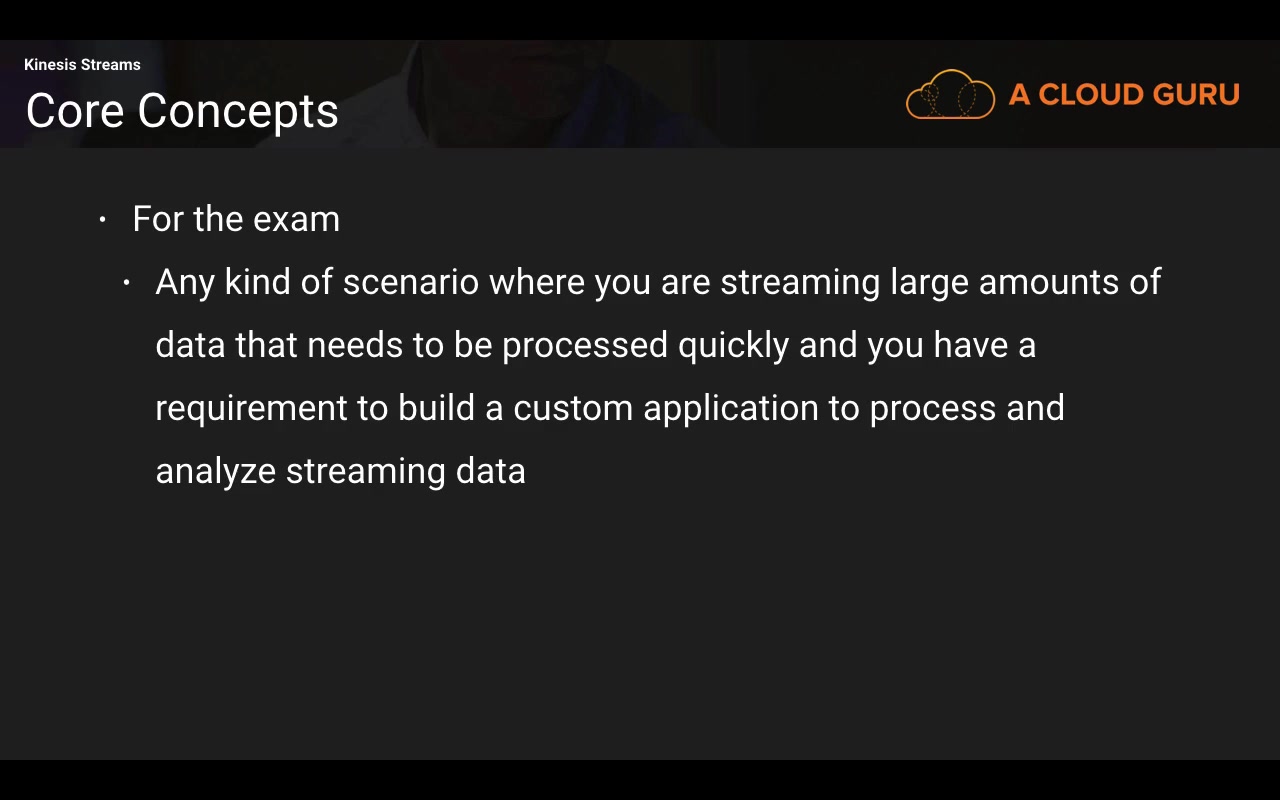 Kinesis Streams
Core Concepts
A CLOUD GURU
• For the exam
• Any kind of scenario where you are streaming large amounts of
data that needs to be processed quickly and you have a
requirement to build a custom application to process and
analyze streaming data